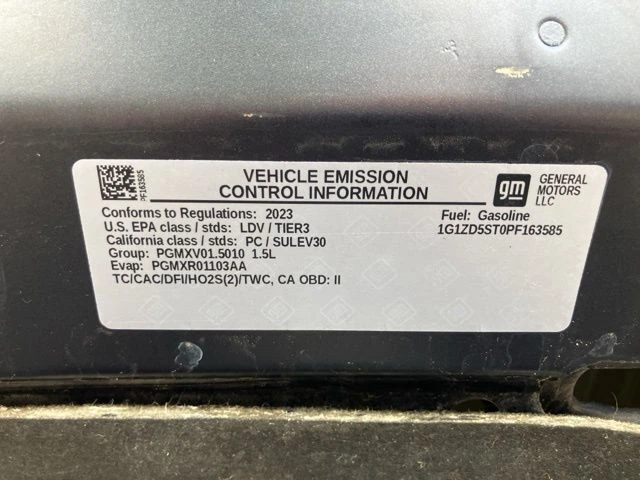 PF163585
VEHICLE EMISSION
CONTROL INFORMATION
gm
GENERAL
MOTORS
LLC
Conforms to Regulations: 2023
Fuel: Gasoline
U.S. EPA class / stds: LDV / TIER3
1G1ZD5ST0PF163585
California class / stds: PC / SULEV30
Group: PGMXV01.5010 1.5L
Evap: PGMXR01103AA
TC/CAC/DFI/HO2S(2)/TWC, CA OBD: II